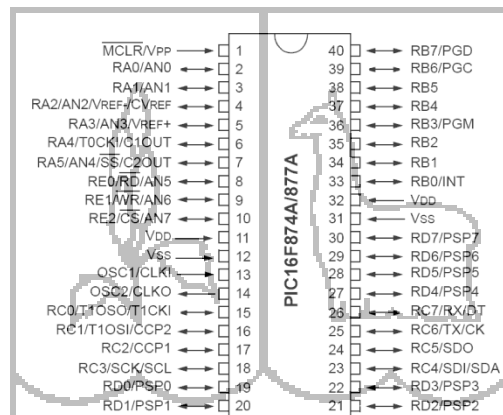 MCLR/VPP 1 40 RB7/PGD
RA0/AN0 2 39 RB6/PGC
RA1/AN1 3 38 RB5
RA2/AN2/VREF-/CVREF 4 37 RB4
RA3/AN3/VREF+ 5 36 RB3/PGM
RA4/T0CKI/C1OUT 6 35 RB2
RA5/AN4/SS/C2OUT 7 34 RB1
RE0/RD/AN5 8 33 RB0/INT
RE1/WR/AN6 9 32 VDD
RE2/CS/AN7 10 31 VSS
VDD 11 30 RD7/PSP7
VSS 12 29 RD6/PSP6
OSC1/CLKI 13 28 RD5/PSP5
OSC2/CLKO 14 27 RD4/PSP4
RC0/T1OSO/T1CKI 15 26 RC7/RX/DT
RC1/T1OSI/CCP2 16 25 RC6/TX/CK
RC2/CCP1 17 24 RC5/SDO
RC3/SCK/SCL 18 23 RC4/SDI/SDA
RD0/PSP0 19 22 RD3/PSP3
RD1/PSP1 20 21 RD2/PSP2
PIC16F874A/877A